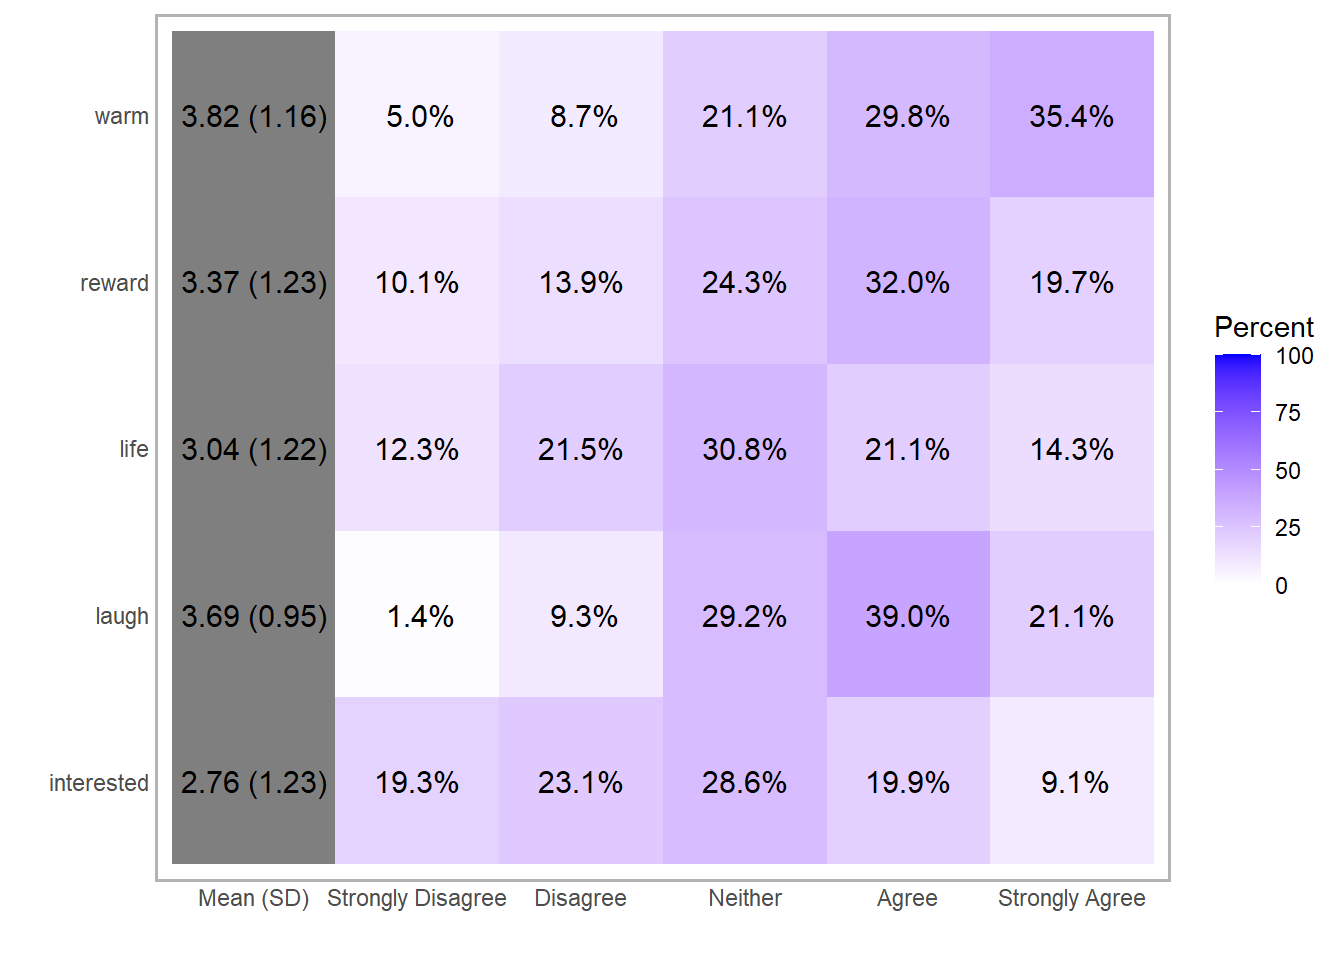 warm 3.82 (1.16) 5.0% 8.7% 21.1% 29.8% 35.4%
reward 3.37 (1.23) 10.1% 13.9% 24.3% 32.0% 19.7%
life 3.04 (1.22) 12.3% 21.5% 30.8% 21.1% 14.3%
laugh 3.69 (0.95) 1.4% 9.3% 29.2% 39.0% 21.1%
interested 2.76 (1.23) 19.3% 23.1% 28.6% 19.9% 9.1%
Mean (SD) Strongly Disagree Disagree Neither Agree Strongly Agree
Percent
100
75
50
25
0